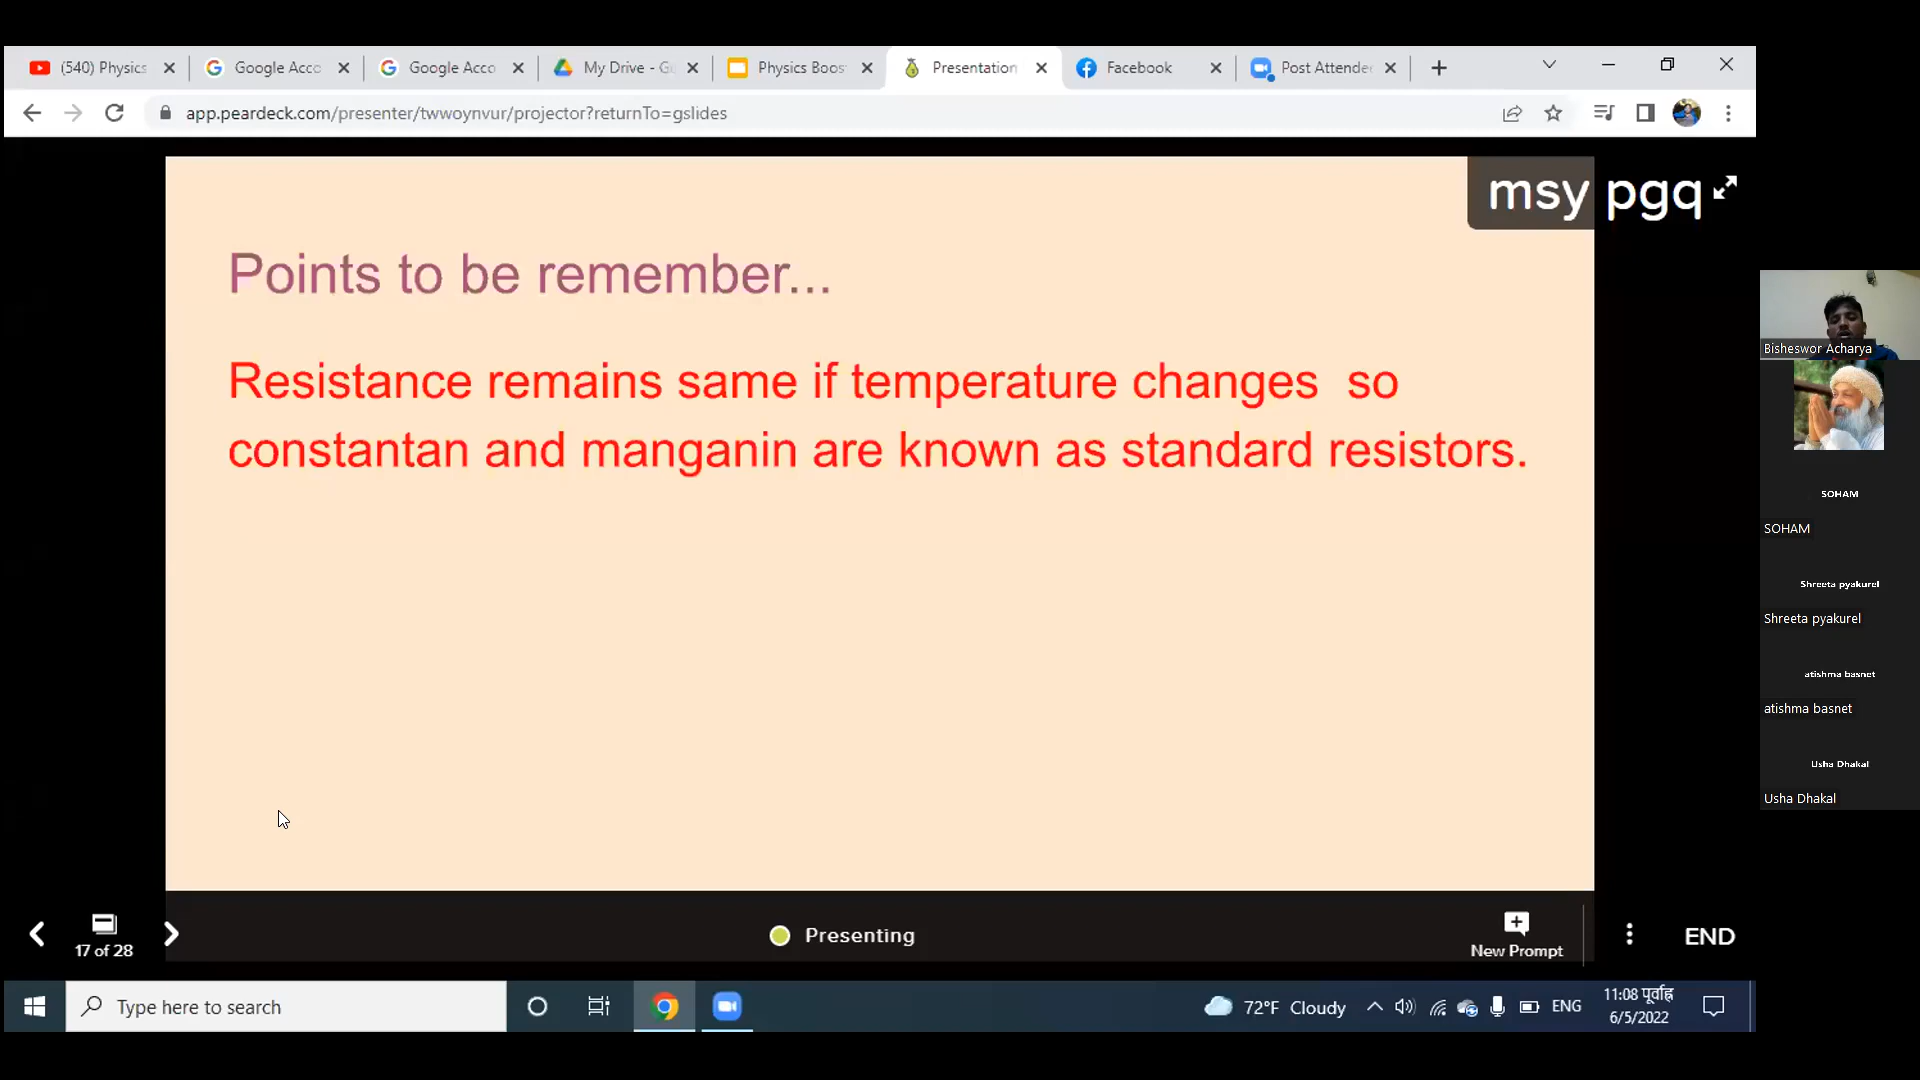 (540) Physics
Google Acco
Google Acco
My Drive - G
Physics Boos
Presentation
Facebook
Post Attende
app.peardeck.com/presenter/twwoynvur/projector?returnTo=gslides
msy pgq
Points to be remember...
Resistance remains same if temperature changes so
constantan and manganin are known as standard resistors.
Bisheswor Acharya
SOHAM
SOHAM
Shreeta pyakurel
Shreeta pyakurel
atishma basnet
atishma basnet
Usha Dhakal
Usha Dhakal
17 of 28
Presenting
New Prompt
END
Type here to search
72°F Cloudy
ENG
11:08 पूर्वाह्न
6/5/2022